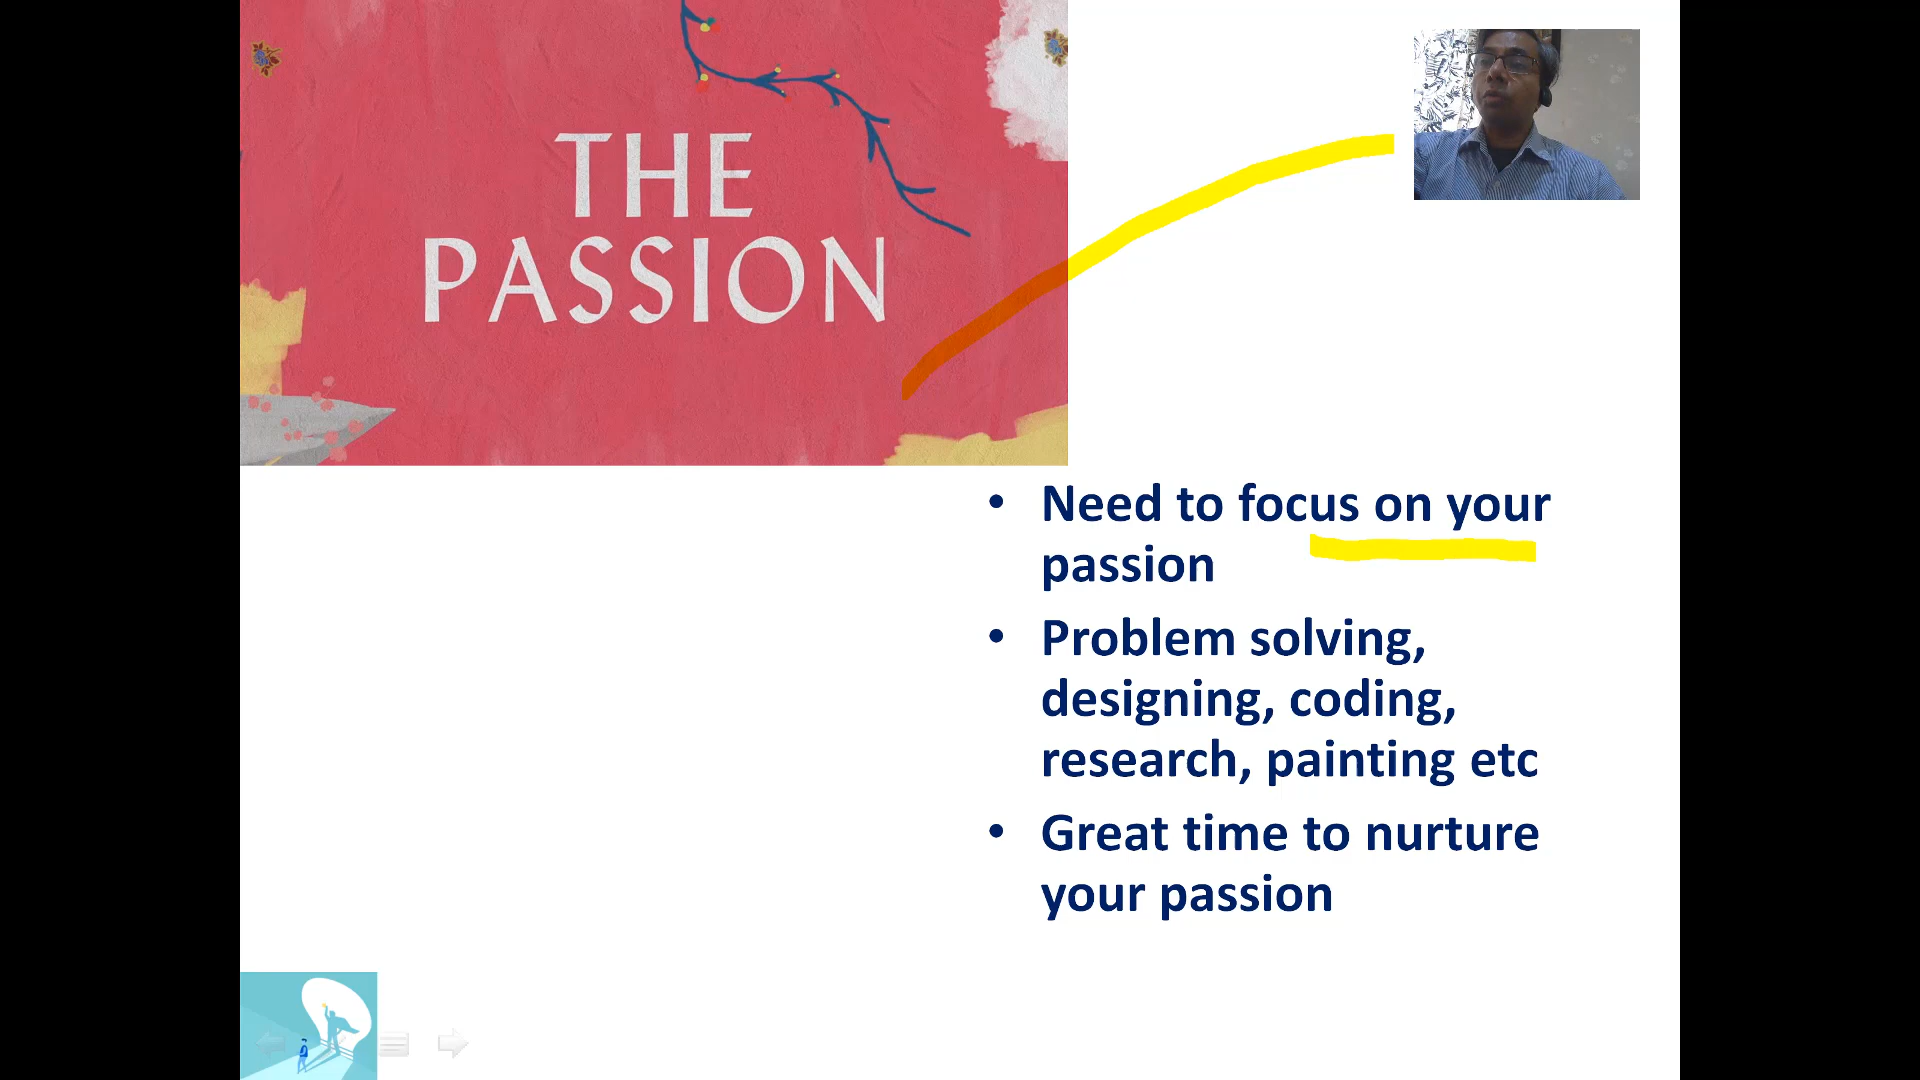 THE
PASSION
• Need to focus on your
passion
• Problem solving,
designing, coding,
research, painting etc
• Great time to nurture
your passion